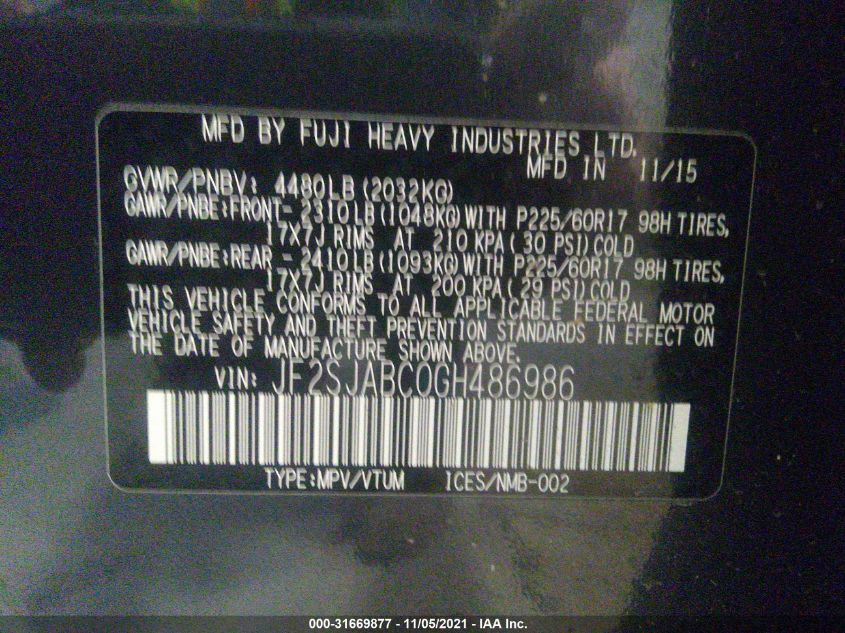 MFD BY FUJI HEAVY INDUSTRIES LTD.
MFD IN 11/15
GVWR/PNBV: 4480LB(2032KG)
GAWR/PNBE:FRONT- 2310LB(1048KG)WITH P225/60R17 98H TIRES,
17X7J RIMS AT 210 KPA(30 PSI)COLD
GAWR/PNBE:REAR - 2410LB(1093KG)WITH P225/60R17 98H TIRES,
17X7J RIMS AT 200 KPA(29 PSI)COLD
THIS VEHICLE CONFORMS TO ALL APPLICABLE FEDERAL MOTOR
VEHICLE SAFETY AND THEFT PREVENTION STANDARDS IN EFFECT ON
THE DATE OF MANUFACTURE SHOWN ABOVE.
VIN: JF2SJABC0GH486986
TYPE:MPV/VTUM ICES/NMB-002
000-31669877 - 11/05/2021 - IAA Inc.